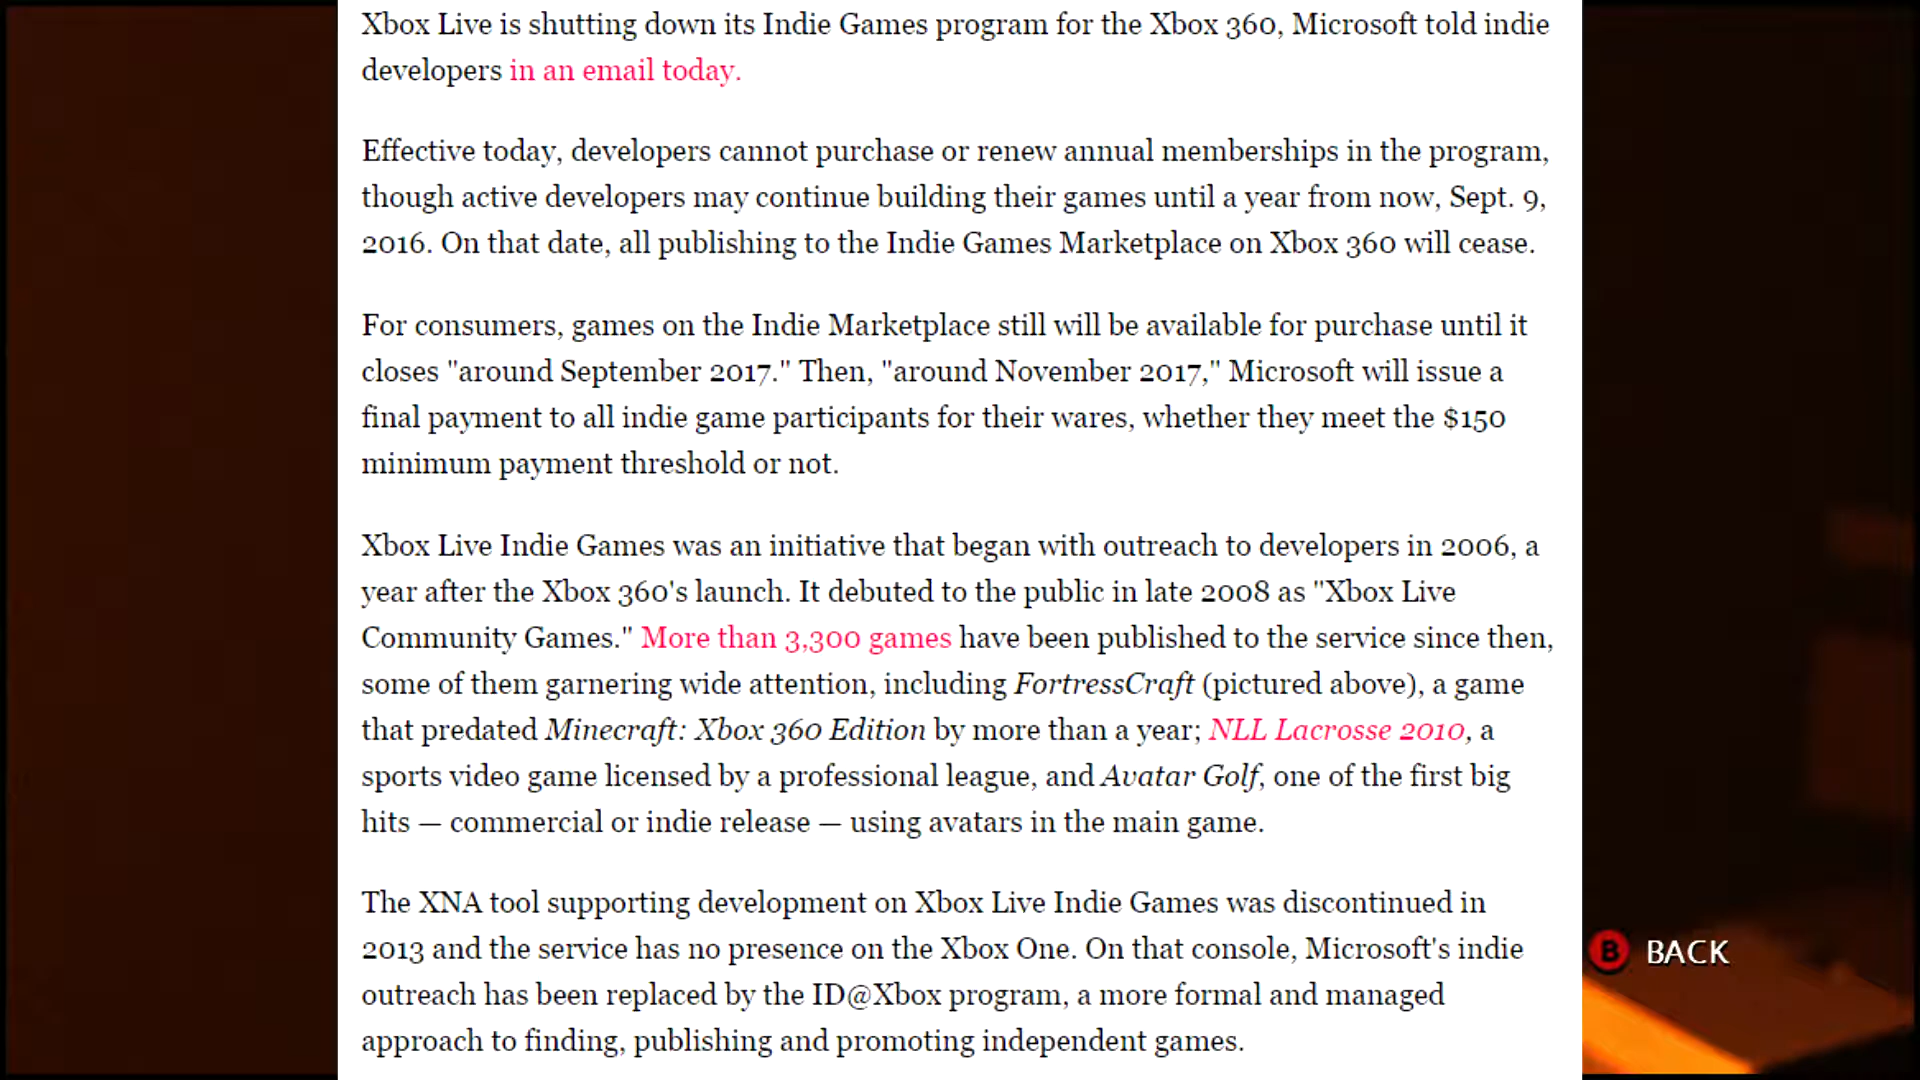 Xbox Live is shutting down its Indie Games program for the Xbox 360, Microsoft told indie
developers in an email today.
Effective today, developers cannot purchase or renew annual memberships in the program,
though active developers may continue building their games until a year from now, Sept. 9,
2016. On that date, all publishing to the Indie Games Marketplace on Xbox 360 will cease.
For consumers, games on the Indie Marketplace still will be available for purchase until it
closes "around September 2017." Then, "around November 2017," Microsoft will issue a
final payment to all indie game participants for their wares, whether they meet the $150
minimum payment threshold or not.
Xbox Live Indie Games was an initiative that began with outreach to developers in 2006, a
year after the Xbox 360's launch. It debuted to the public in late 2008 as "Xbox Live
Community Games." More than 3,300 games have been published to the service since then,
some of them garnering wide attention, including FortressCraft (pictured above), a game
that predated Minecraft: Xbox 360 Edition by more than a year; NLL Lacrosse 2010, a
sports video game licensed by a professional league, and Avatar Golf, one of the first big
hits — commercial or indie release — using avatars in the main game.
The XNA tool supporting development on Xbox Live Indie Games was discontinued in
2013 and the service has no presence on the Xbox One. On that console, Microsoft's indie
outreach has been replaced by the ID@Xbox program, a more formal and managed
approach to finding, publishing and promoting independent games.
B BACK